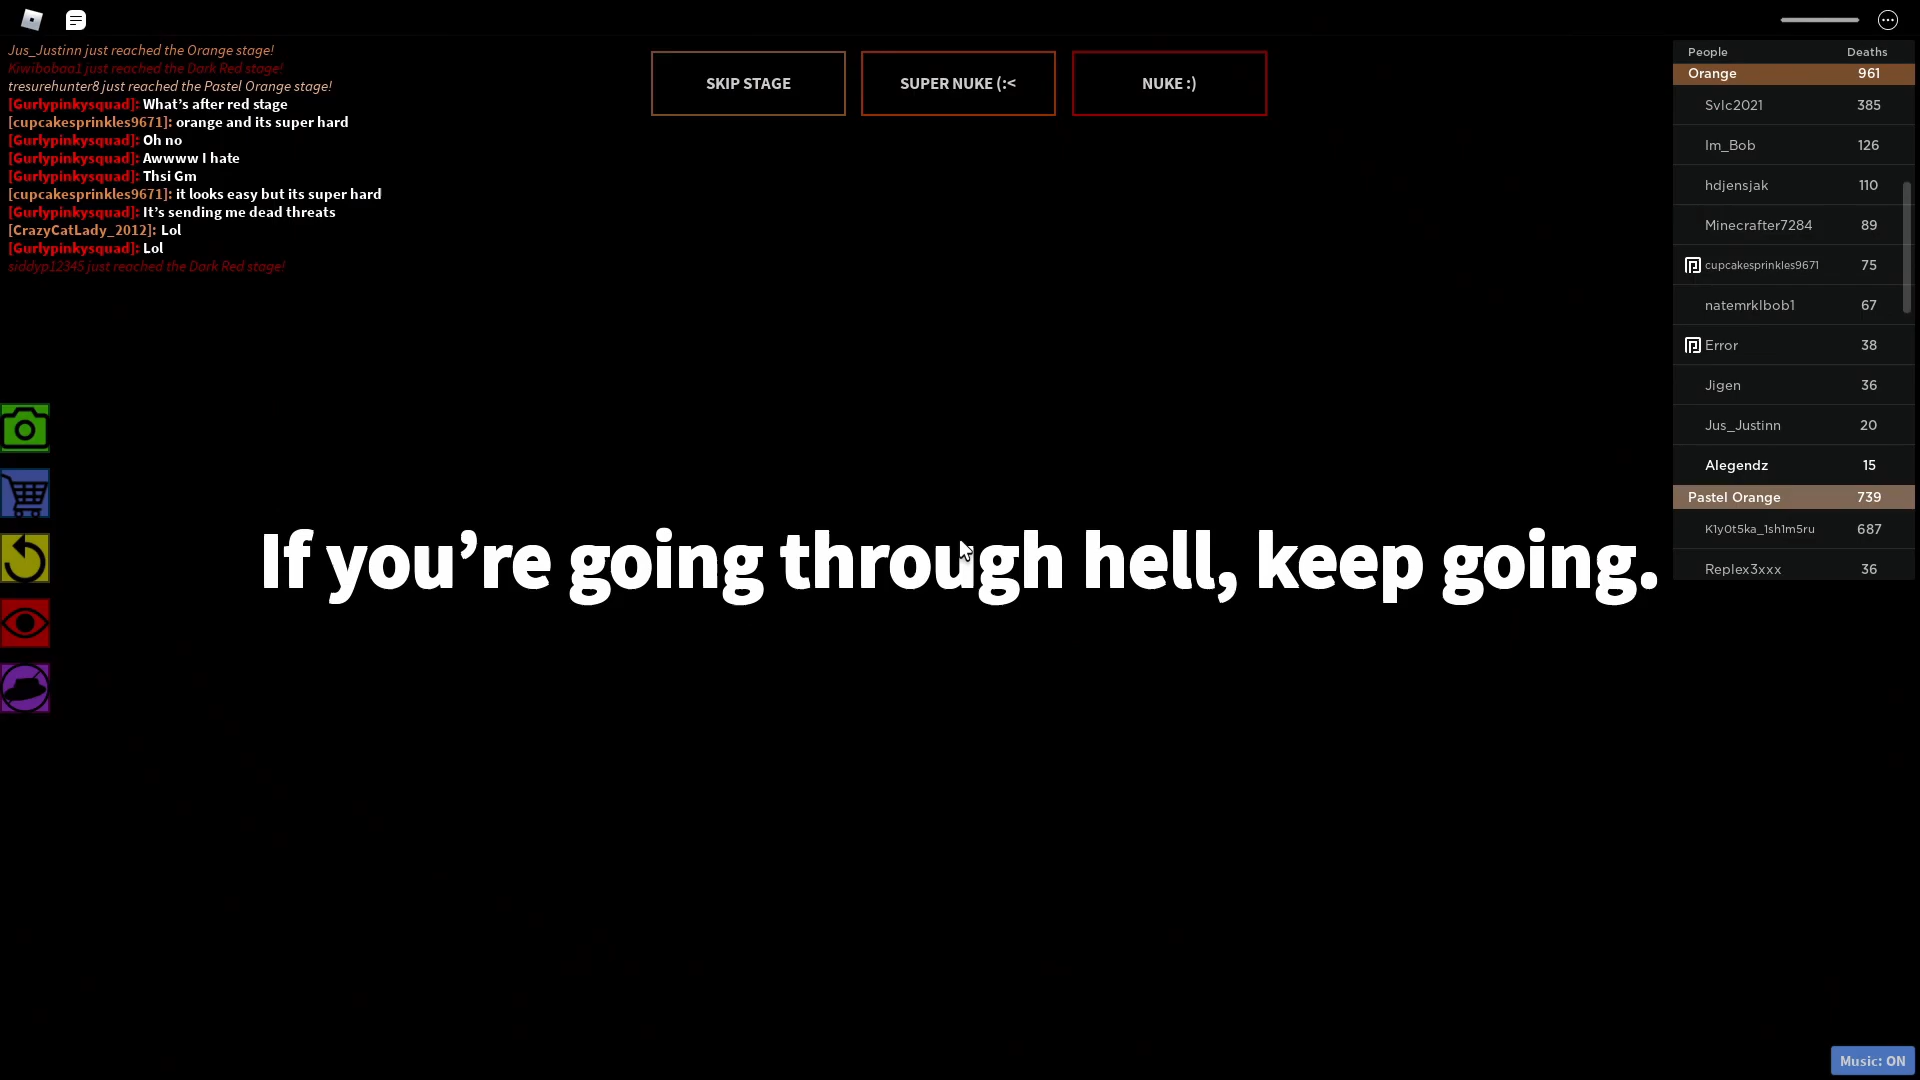 Jus_Justinn just reached the Orange stage!
Kiwibobaa1 just reached the Dark Red stage!
tresurehunter8 just reached the Pastel Orange stage!
[Gurlypinkysquad]: What’s after red stage
[cupcakesprinkles9671]: orange and its super hard
[Gurlypinkysquad]: Oh no
[Gurlypinkysquad]: Awwww I hate
[Gurlypinkysquad]: Thsi Gm
[cupcakesprinkles9671]: it looks easy but its super hard
[Gurlypinkysquad]: It’s sending me dead threats
[CrazyCatLady_2012]: Lol
[Gurlypinkysquad]: Lol
siddyp12345 just reached the Dark Red stage!
SKIP STAGE
SUPER NUKE (:<
NUKE :)
People Deaths
Orange 961
Svlc2021 385
Im_Bob 126
hdjensjak 110
Minecrafter7284 89
cupcakesprinkles9671 75
natemrklbob1 67
Error 38
Jigen 36
Jus_Justinn 20
Alegendz 15
Pastel Orange 739
K1y0t5ka_1sh1m5ru 687
Replex3xxx 36
If you’re going through hell, keep going.
Music: ON